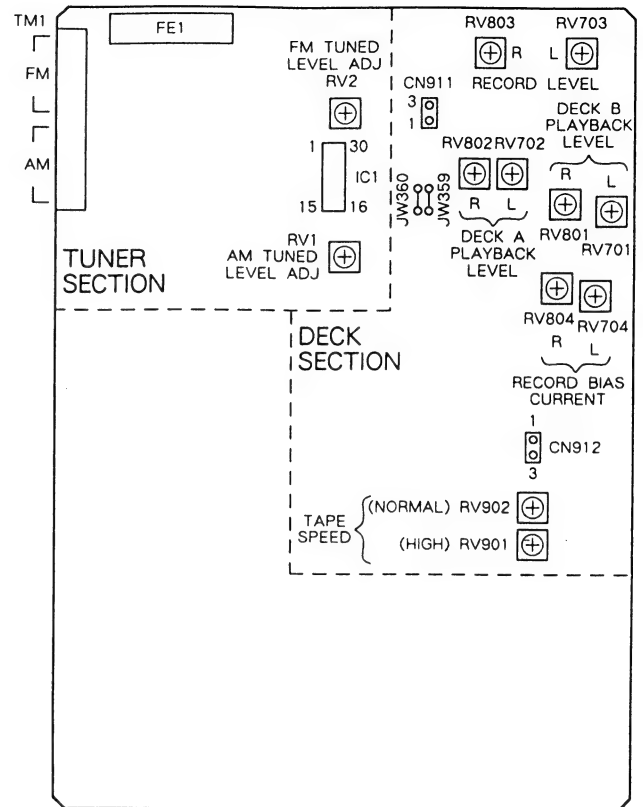 TM1
FM
AM
FE1
FM TUNED
LEVEL ADJ
RV2
1 30
IC1
15 16
RV1
AM TUNED
LEVEL ADJ
TUNER
SECTION
RV803 RV703
R L
RECORD LEVEL
CN911
3
1
JW360
JW359
RV802 RV702
R L
DECK A
PLAYBACK
LEVEL
DECK B
PLAYBACK
LEVEL
R L
RV801
RV701
RV804
RV704
R L
RECORD BIAS
CURRENT
DECK
SECTION
1
CN912
3
TAPE
SPEED
(NORMAL) RV902
(HIGH) RV901